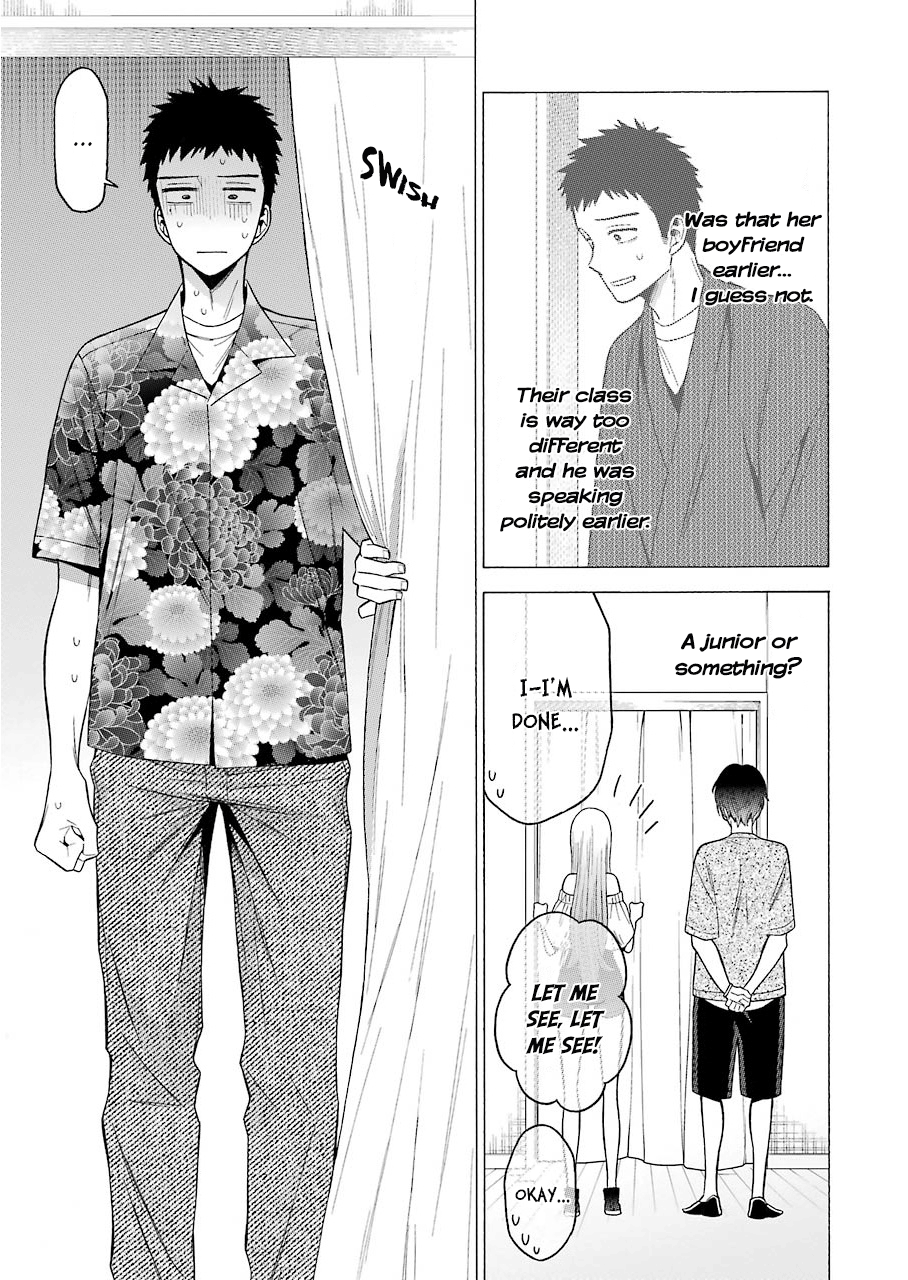 Was that her
boyfriend
earlier...
I guess not.
Their class
is way too
different
and he was
speaking
politely earlier.
A junior or
something?
I-I'M
DONE...
LET ME
SEE, LET
ME SEE!
OKAY...
SWISH
...